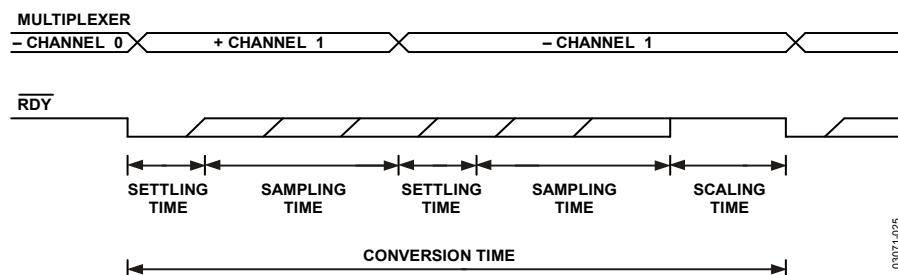 MULTIPLEXER
– CHANNEL 0
+ CHANNEL 1
– CHANNEL 1
RDY
SETTLING TIME
SAMPLING TIME
SETTLING TIME
SAMPLING TIME
SCALING TIME
CONVERSION TIME
03071-025